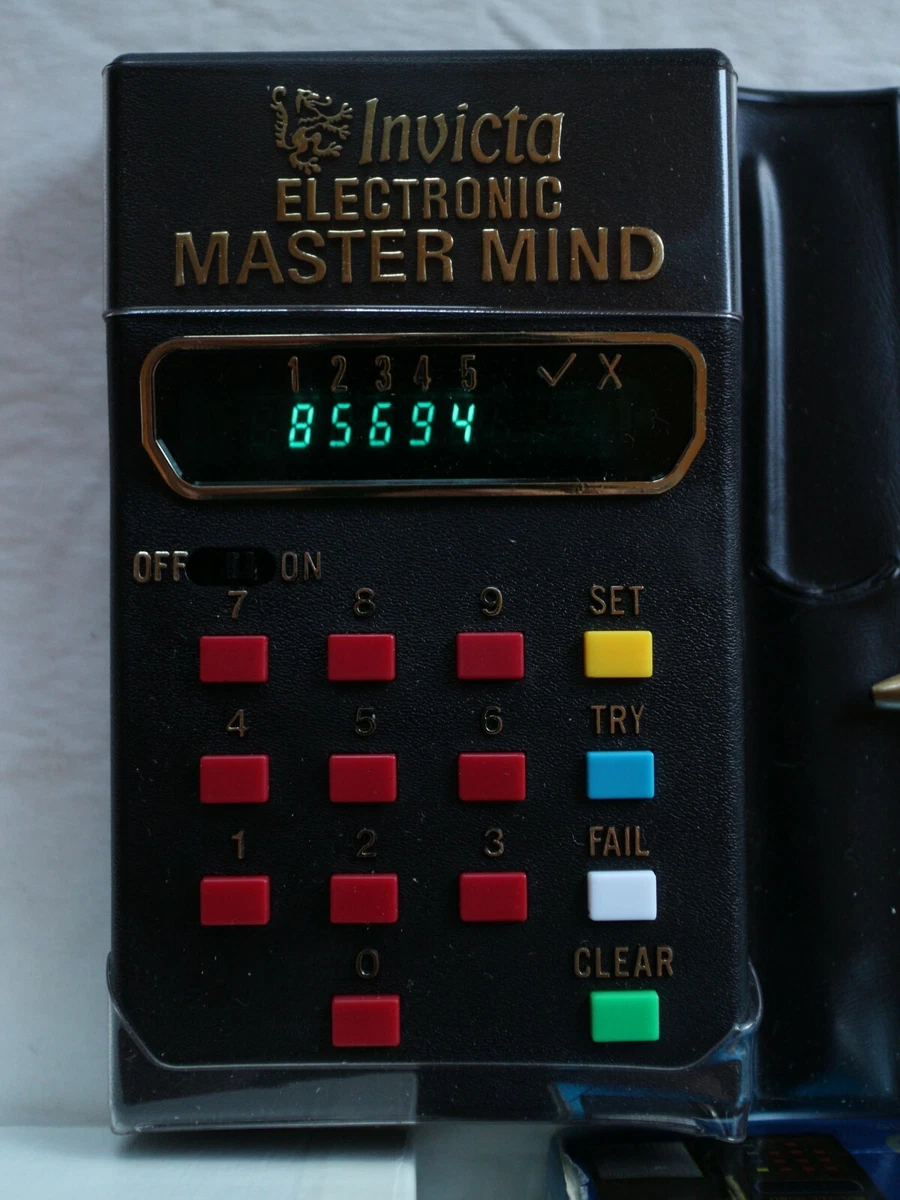 Invicta
ELECTRONIC
MASTER MIND
1 2 3 4 5 ✓ X
85694
OFF ON
7 8 9 SET
4 5 6 TRY
1 2 3 FAIL
0 CLEAR